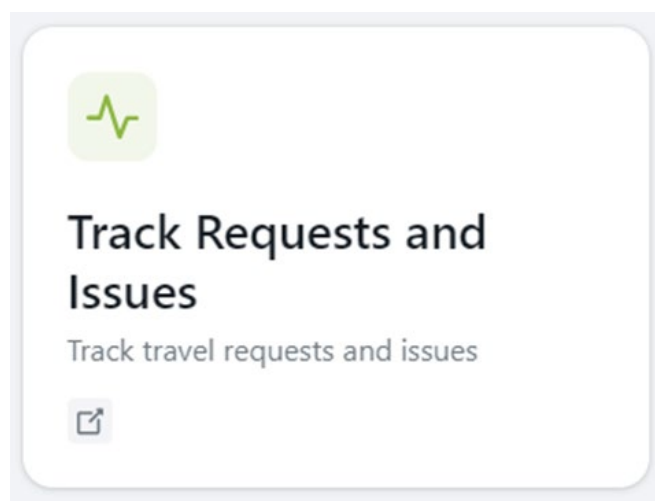 Track Requests and
Issues
Track travel requests and issues